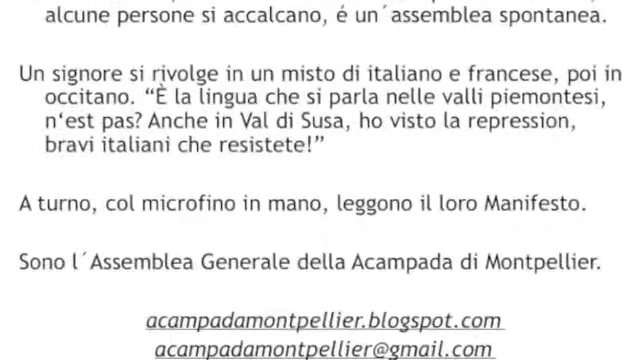 alcune persone si accalcano, é un´assemblea spontanea.
Un signore si rivolge in un misto di italiano e francese, poi in
occitano. “È la lingua che si parla nelle valli piemontesi,
n‘est pas? Anche in Val di Susa, ho visto la repression,
bravi italiani che resistete!”
A turno, col microfino in mano, leggono il loro Manifesto.
Sono l´Assemblea Generale della Acampada di Montpellier.
acampadamontpellier.blogspot.com
acampadamontpellier@gmail.com